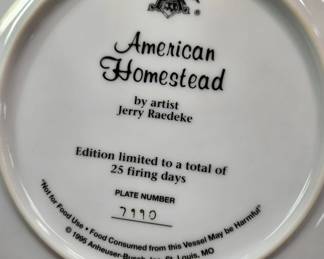 ®
American
Homestead
by artist
Jerry Raedeke
Edition limited to a total of
25 firing days
PLATE NUMBER
7990
"Not for Food Use • Food Consumed from this Vessel May be Harmful"
© 1995 Anheuser-Busch, Inc. St. Louis, MO